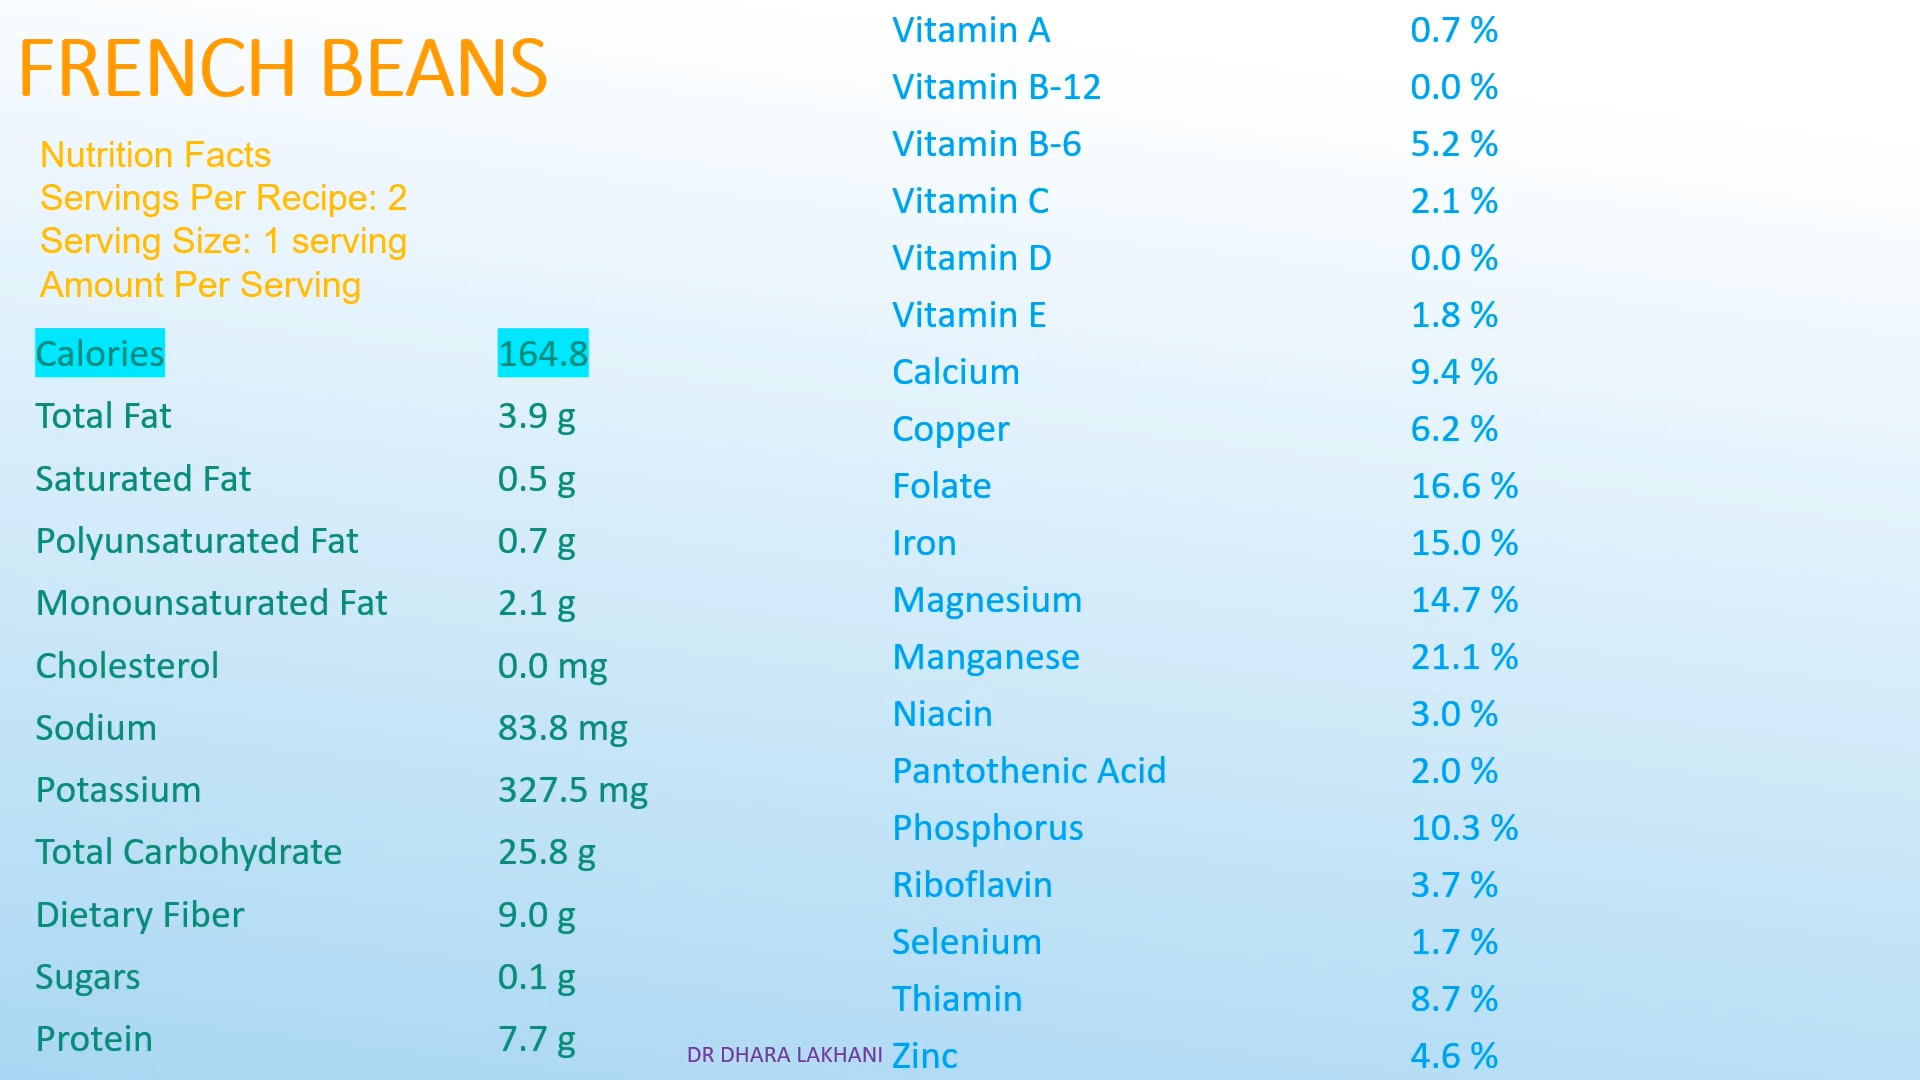 FRENCH BEANS
Nutrition Facts
Servings Per Recipe: 2
Serving Size: 1 serving
Amount Per Serving
Calories 164.8
Total Fat 3.9 g
Saturated Fat 0.5 g
Polyunsaturated Fat 0.7 g
Monounsaturated Fat 2.1 g
Cholesterol 0.0 mg
Sodium 83.8 mg
Potassium 327.5 mg
Total Carbohydrate 25.8 g
Dietary Fiber 9.0 g
Sugars 0.1 g
Protein 7.7 g
Vitamin A 0.7 %
Vitamin B-12 0.0 %
Vitamin B-6 5.2 %
Vitamin C 2.1 %
Vitamin D 0.0 %
Vitamin E 1.8 %
Calcium 9.4 %
Copper 6.2 %
Folate 16.6 %
Iron 15.0 %
Magnesium 14.7 %
Manganese 21.1 %
Niacin 3.0 %
Pantothenic Acid 2.0 %
Phosphorus 10.3 %
Riboflavin 3.7 %
Selenium 1.7 %
Thiamin 8.7 %
Zinc 4.6 %
DR DHARA LAKHANI